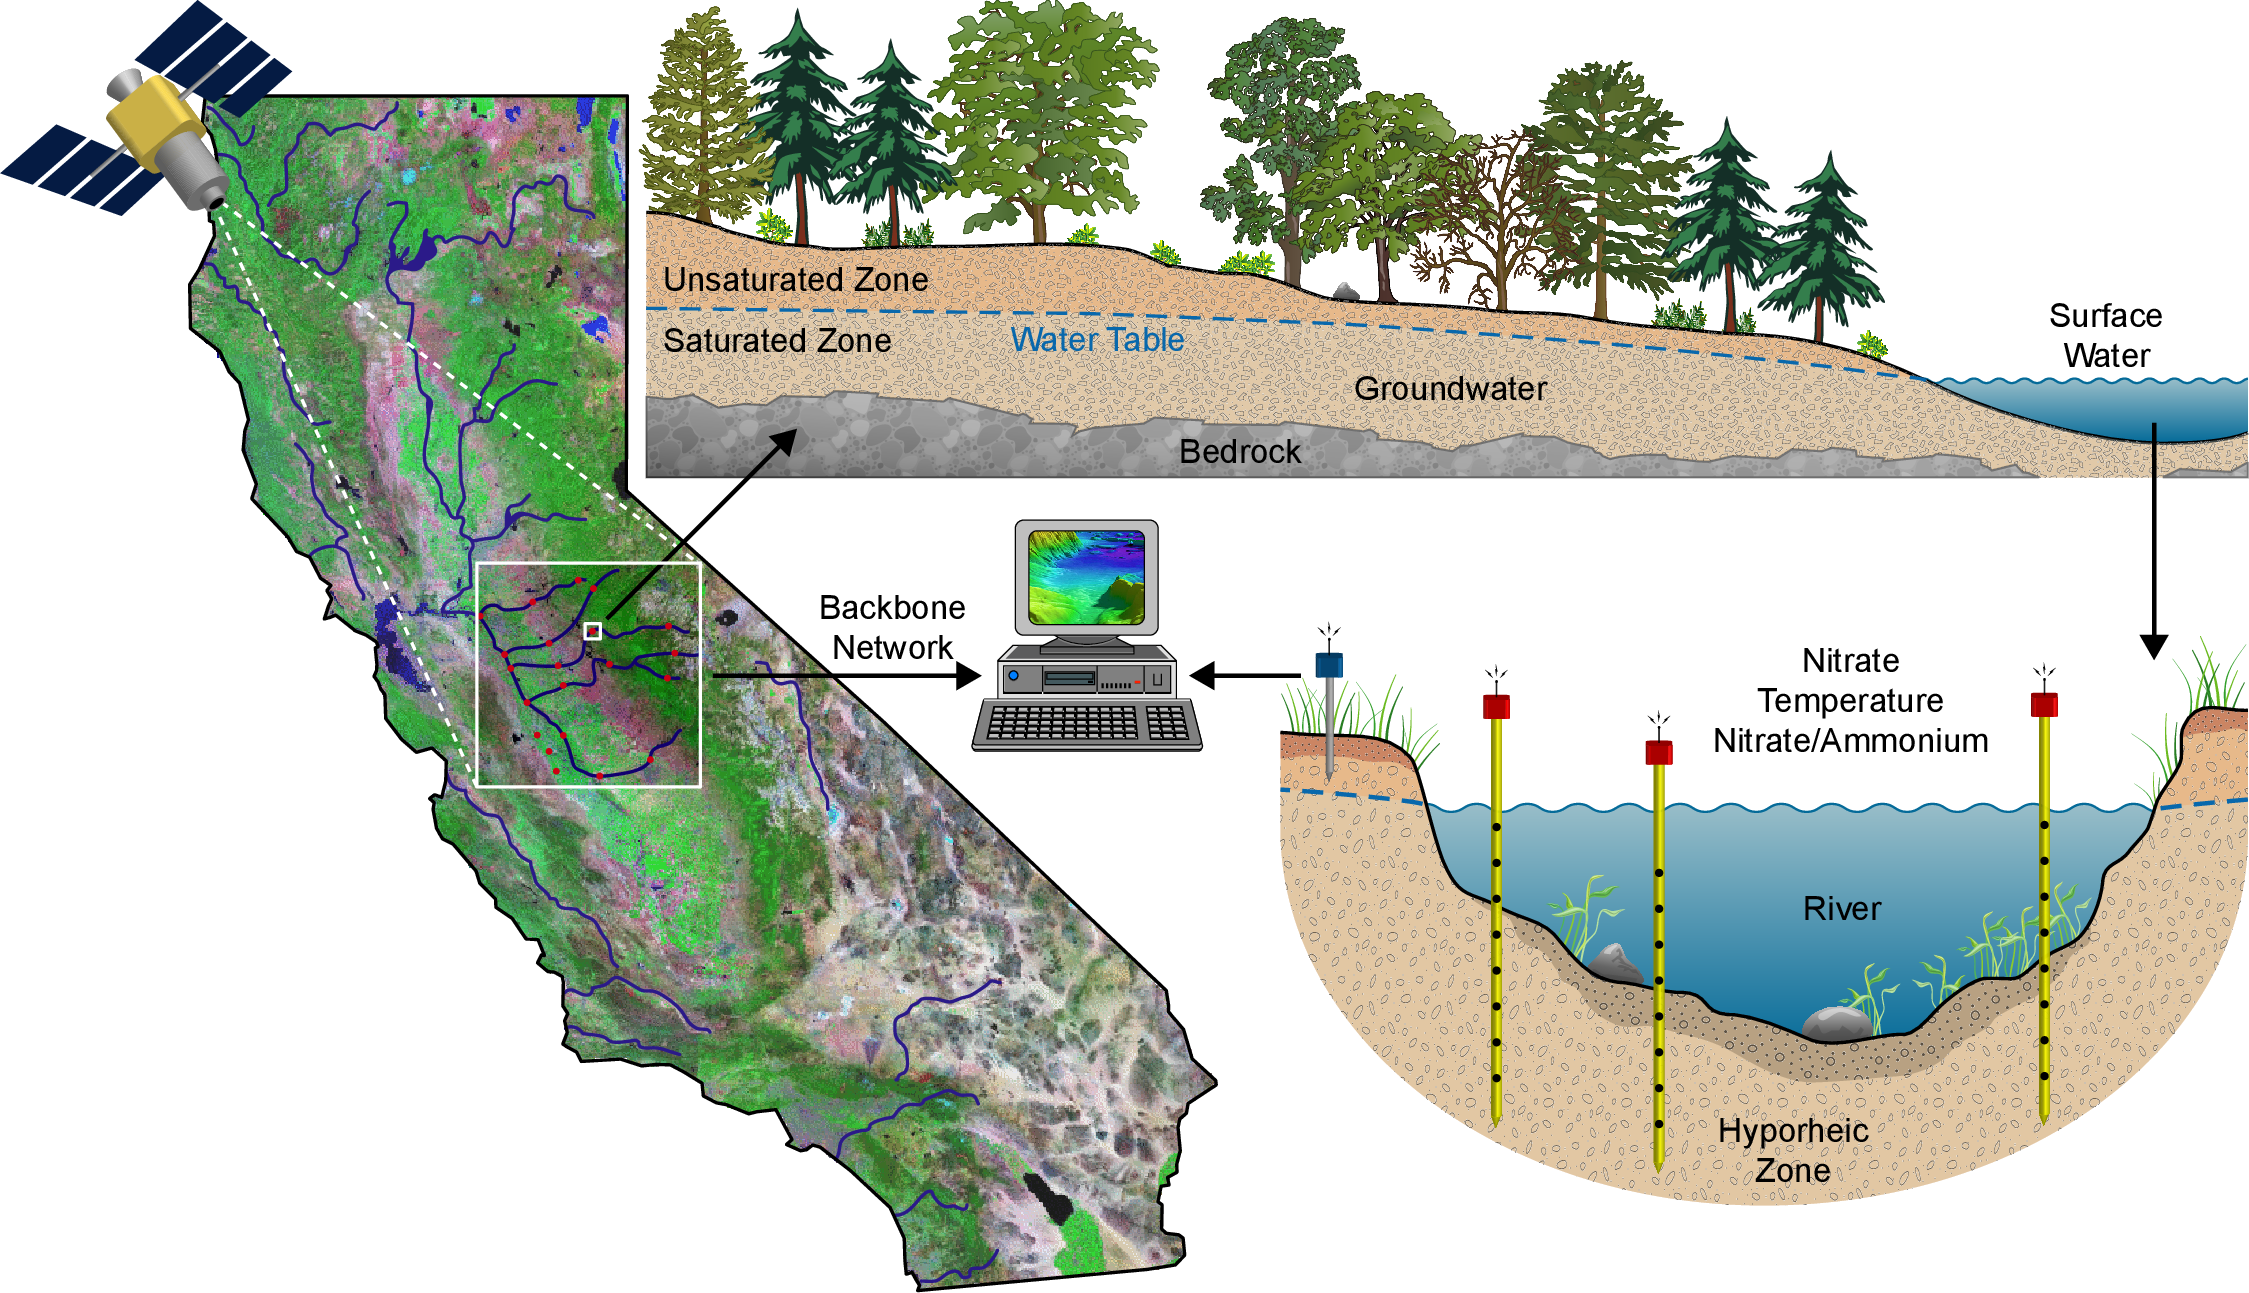 Unsaturated Zone
Saturated Zone
Water Table
Groundwater
Bedrock
Surface
Water
Backbone
Network
Nitrate
Temperature
Nitrate/Ammonium
River
Hyporheic
Zone